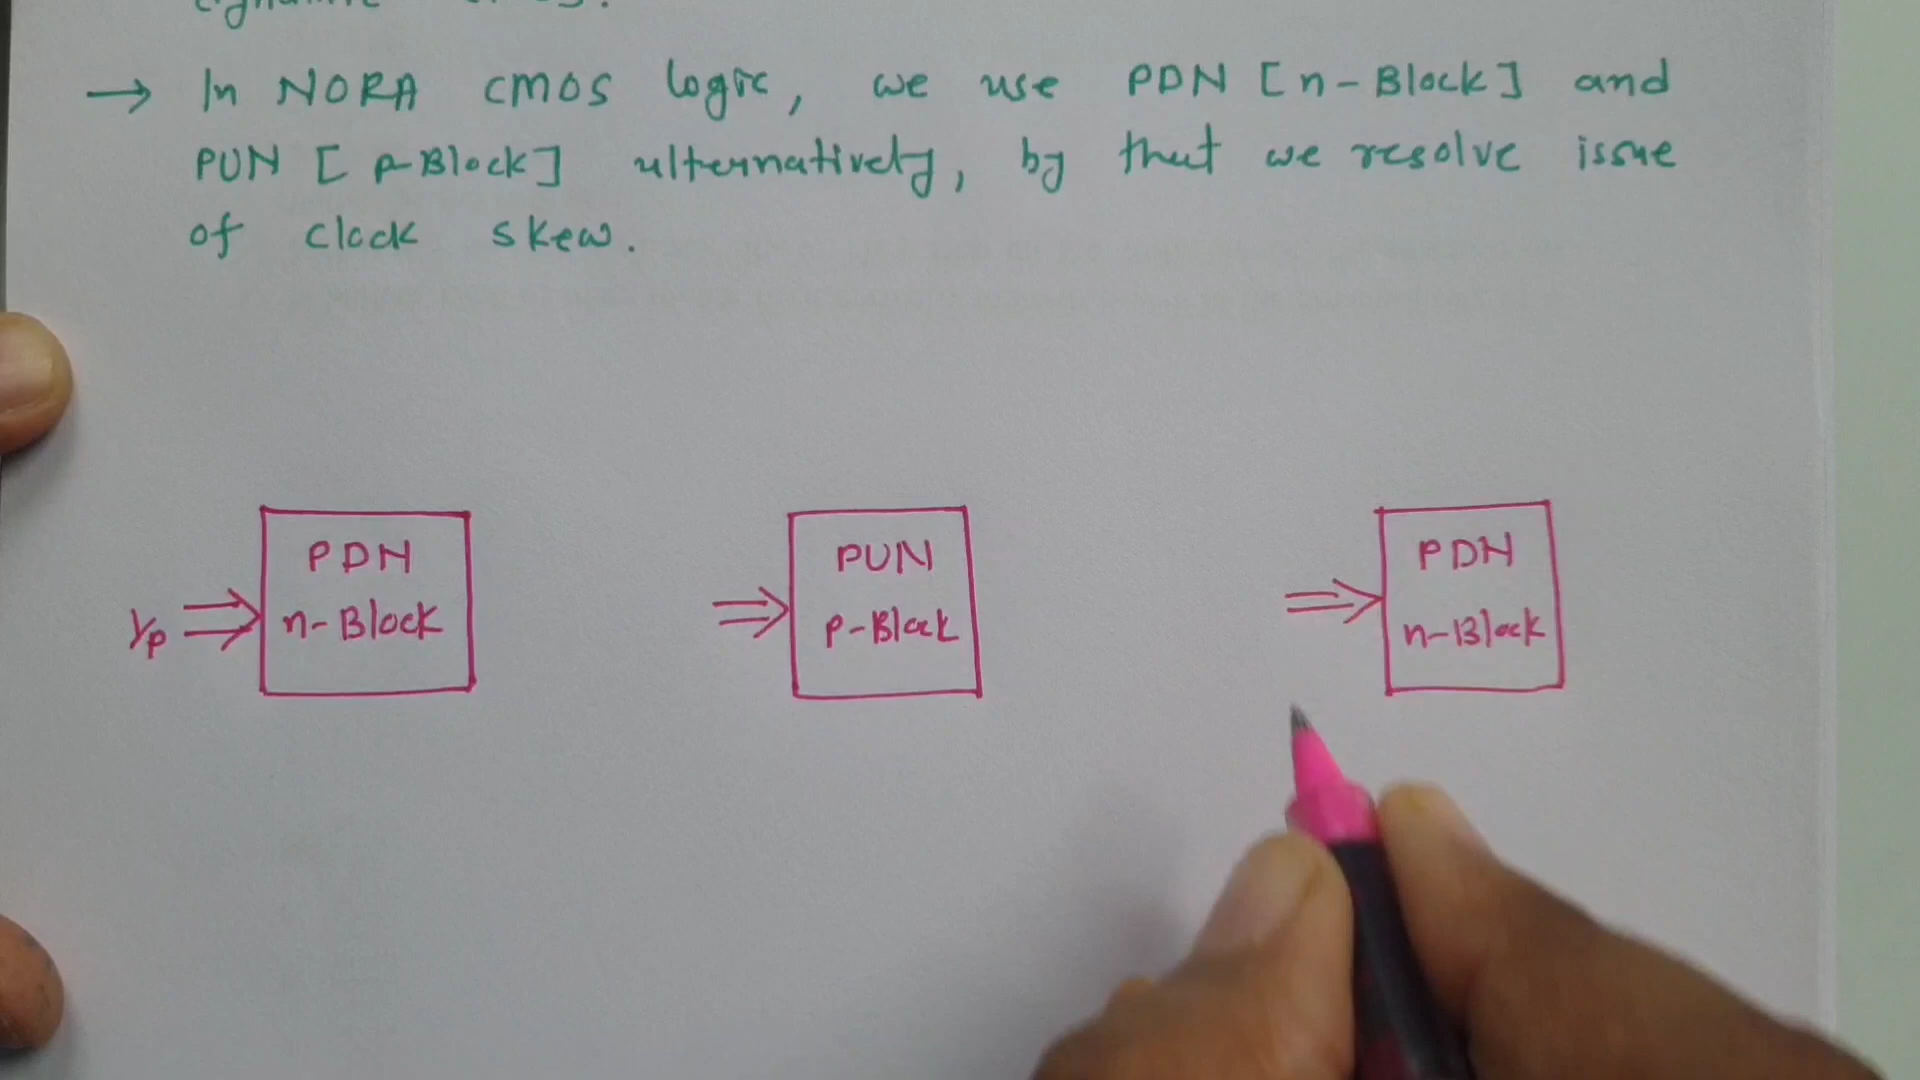 → In NORA CMOS logic, we use PDN [n-Block] and
PUN [p-Block] alternatively, by that we resolve issue
of clock skew.
PDN
n-Block
PUN
p-Block
PDN
n-Block